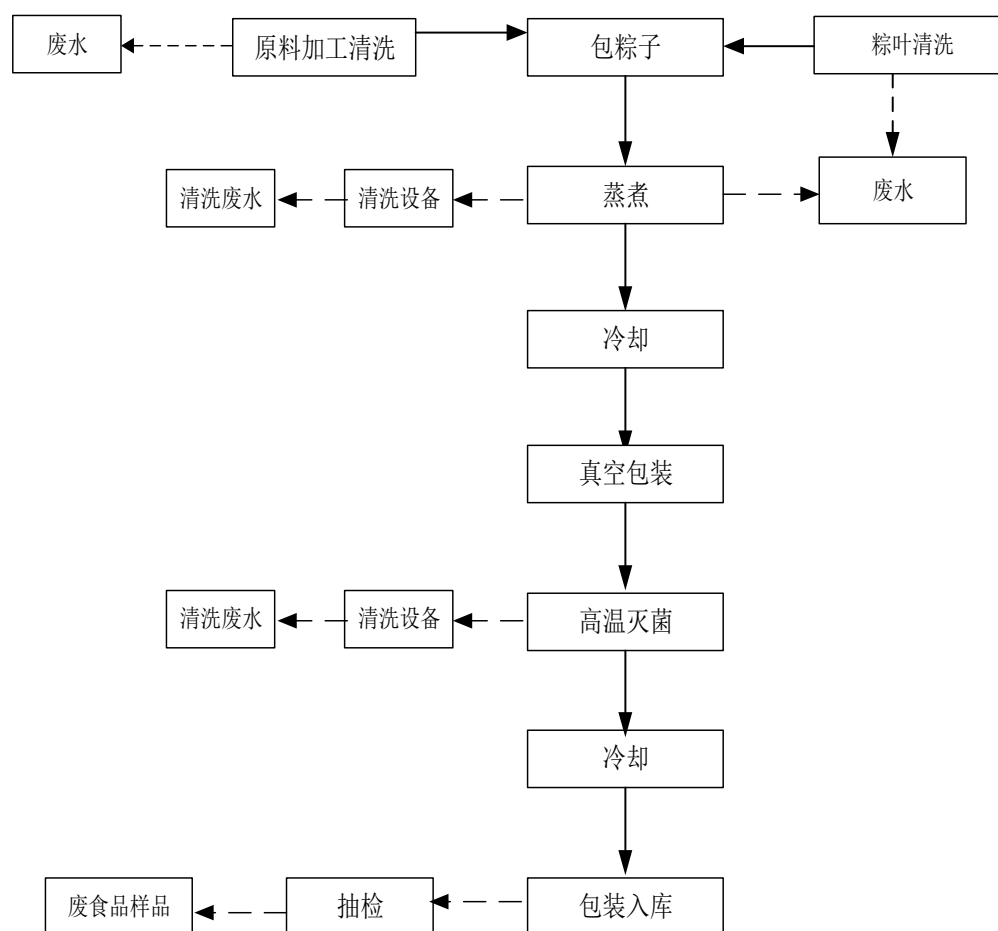 废水
原料加工清洗
包粽子
粽叶清洗
清洗废水
清洗设备
蒸煮
废水
冷却
真空包装
清洗废水
清洗设备
高温灭菌
冷却
废食品样品
抽检
包装入库